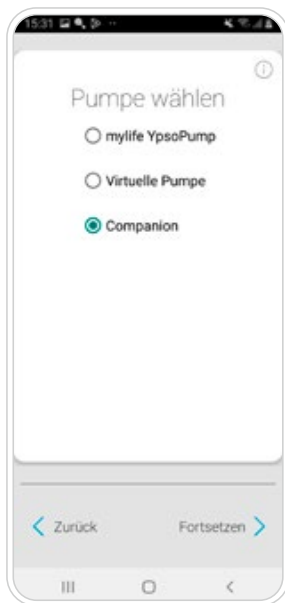 15:31
Pumpe wählen
mylife YpsoPump
Virtuelle Pumpe
Companion
Zurück Fortsetzen